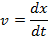 v = dx/dt